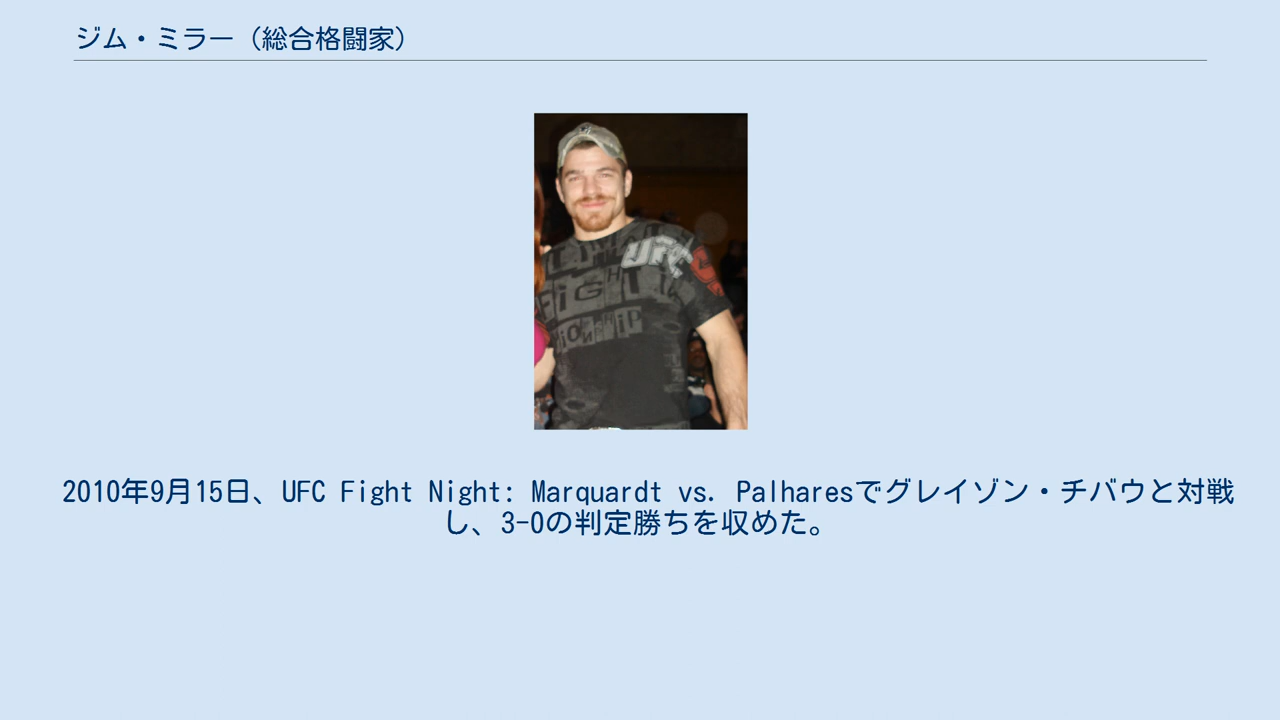 ジム・ミラー（総合格闘家）
UFC
FiGHLi
PiOnsHiP
2010年9月15日、UFC Fight Night: Marquardt vs. Palharesでグレイゾン・チバウと対戦
し、3-0の判定勝ちを収めた。